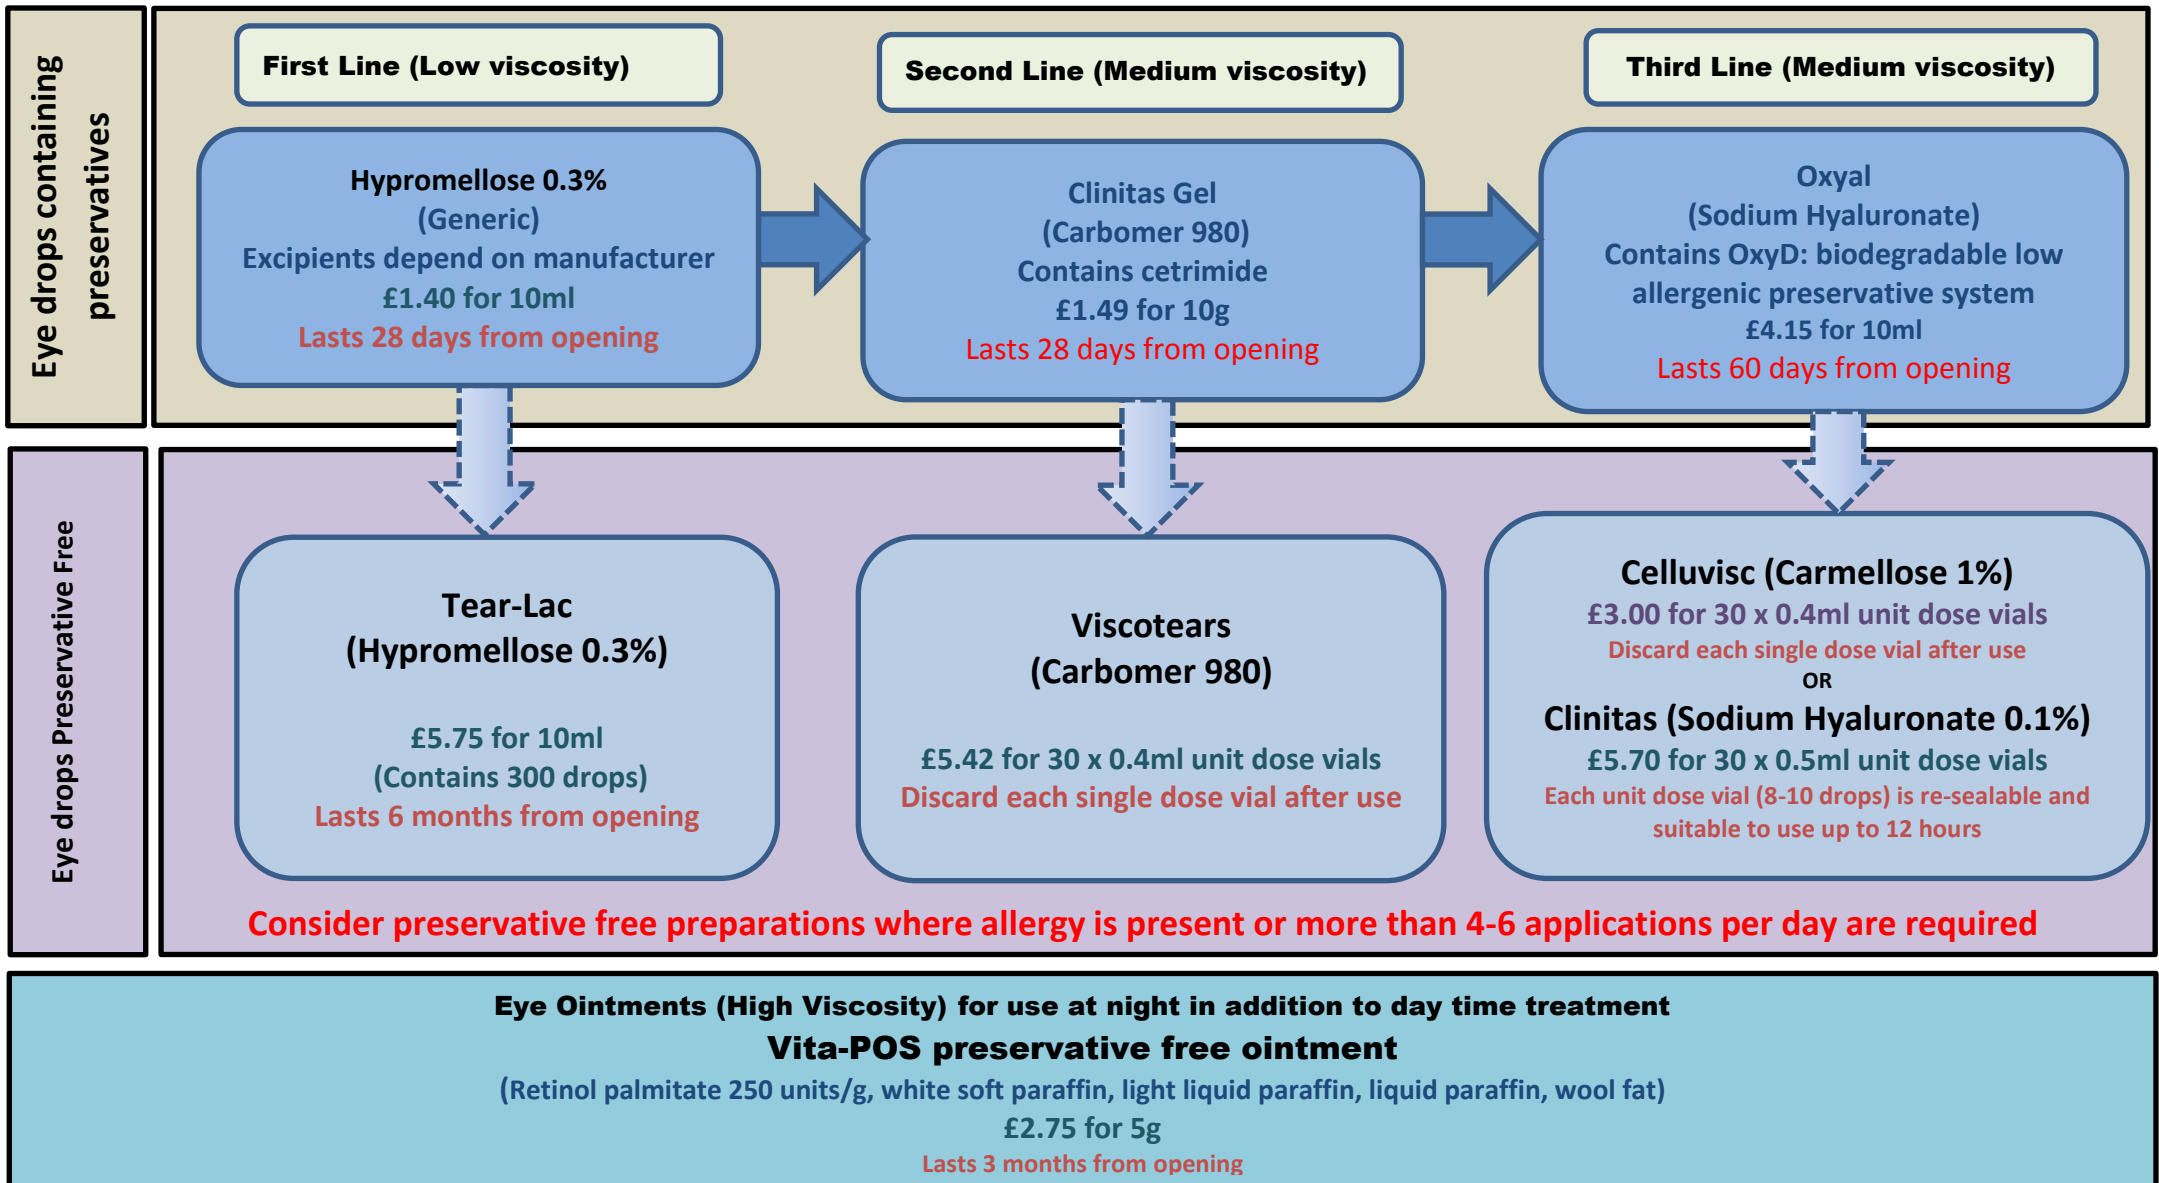 Eye drops containing
preservatives
First Line (Low viscosity)
Second Line (Medium viscosity)
Third Line (Medium viscosity)
Hypromellose 0.3%
(Generic)
Excipients depend on manufacturer
£1.40 for 10ml
Lasts 28 days from opening
Clinitas Gel
(Carbomer 980)
Contains cetrimide
£1.49 for 10g
Lasts 28 days from opening
Oxyal
(Sodium Hyaluronate)
Contains OxyD: biodegradable low
allergenic preservative system
£4.15 for 10ml
Lasts 60 days from opening
Eye drops Preservative Free
Tear-Lac
(Hypromellose 0.3%)
£5.75 for 10ml
(Contains 300 drops)
Lasts 6 months from opening
Viscotears
(Carbomer 980)
£5.42 for 30 x 0.4ml unit dose vials
Discard each single dose vial after use
Celluvisc (Carmellose 1%)
£3.00 for 30 x 0.4ml unit dose vials
Discard each single dose vial after use
OR
Clinitas (Sodium Hyaluronate 0.1%)
£5.70 for 30 x 0.5ml unit dose vials
Each unit dose vial (8-10 drops) is re-sealable and
suitable to use up to 12 hours
Consider preservative free preparations where allergy is present or more than 4-6 applications per day are required
Eye Ointments (High Viscosity) for use at night in addition to day time treatment
Vita-POS preservative free ointment
(Retinol palmitate 250 units/g, white soft paraffin, light liquid paraffin, liquid paraffin, wool fat)
£2.75 for 5g
Lasts 3 months from opening